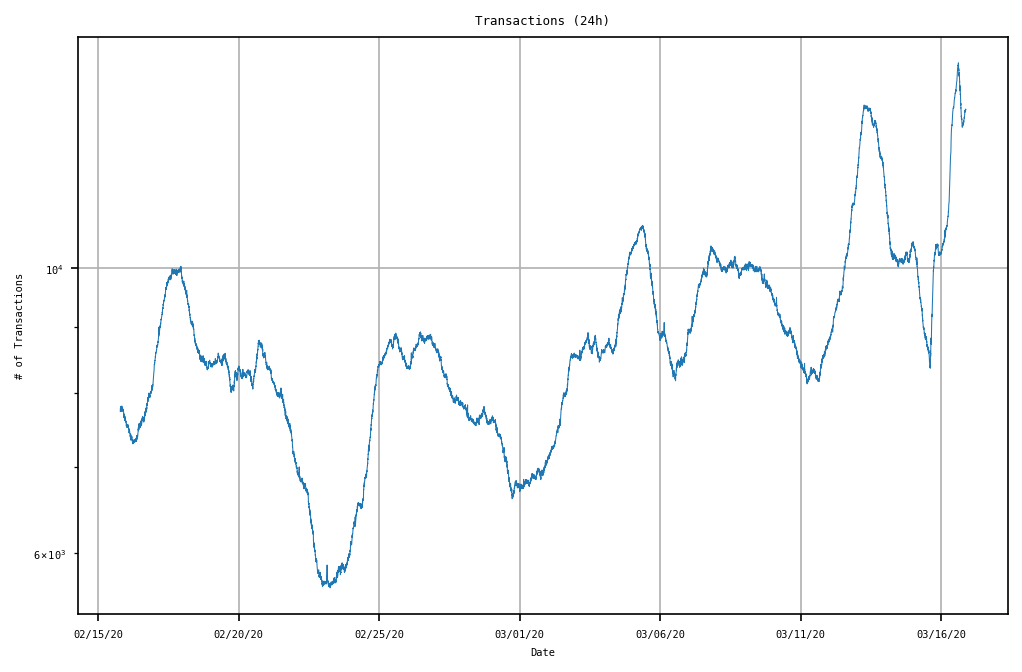 Transactions (24h)
# of Transactions
10⁴
6×10³
02/15/20 02/20/20 02/25/20 03/01/20 03/06/20 03/11/20 03/16/20
Date